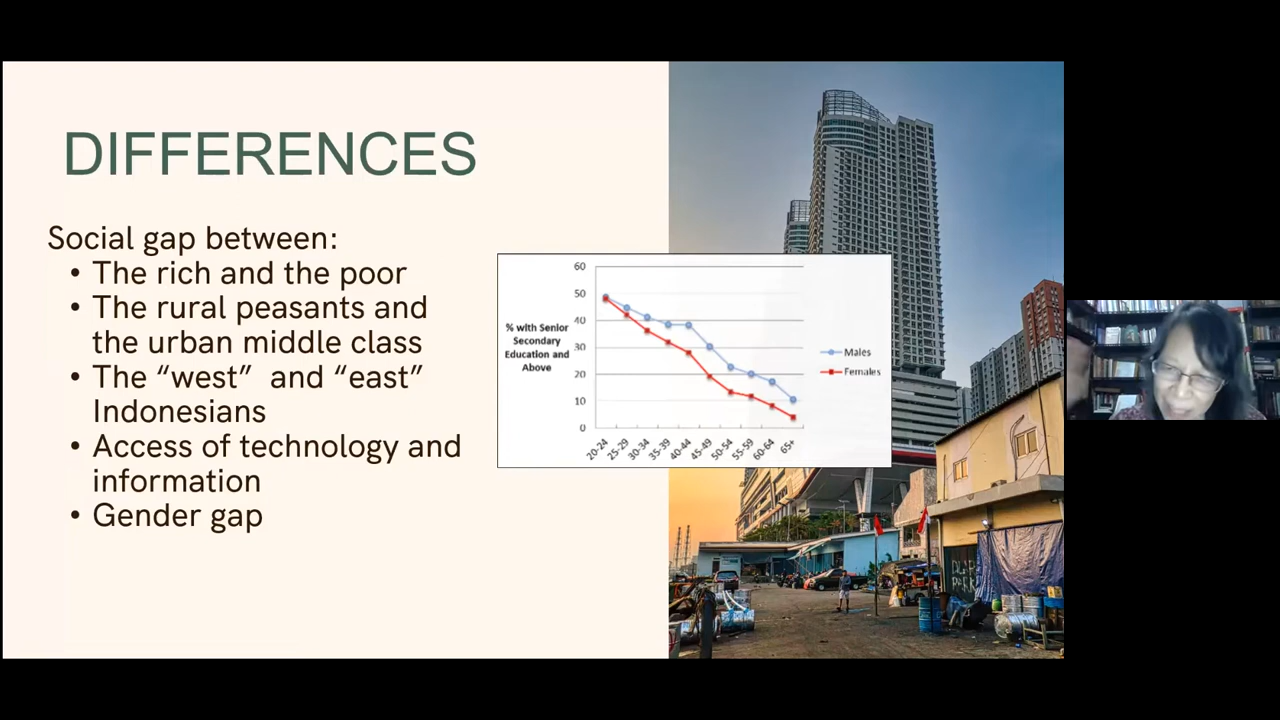 DIFFERENCES
Social gap between:
• The rich and the poor
• The rural peasants and
the urban middle class
• The “west” and “east”
Indonesians
• Access of technology and
information
• Gender gap
% with Senior
Secondary
Education and
Above
60
50
40
30
20
10
0
20-24
25-29
30-34
35-39
40-44
45-49
50-54
55-59
60-64
65+
Males
Females